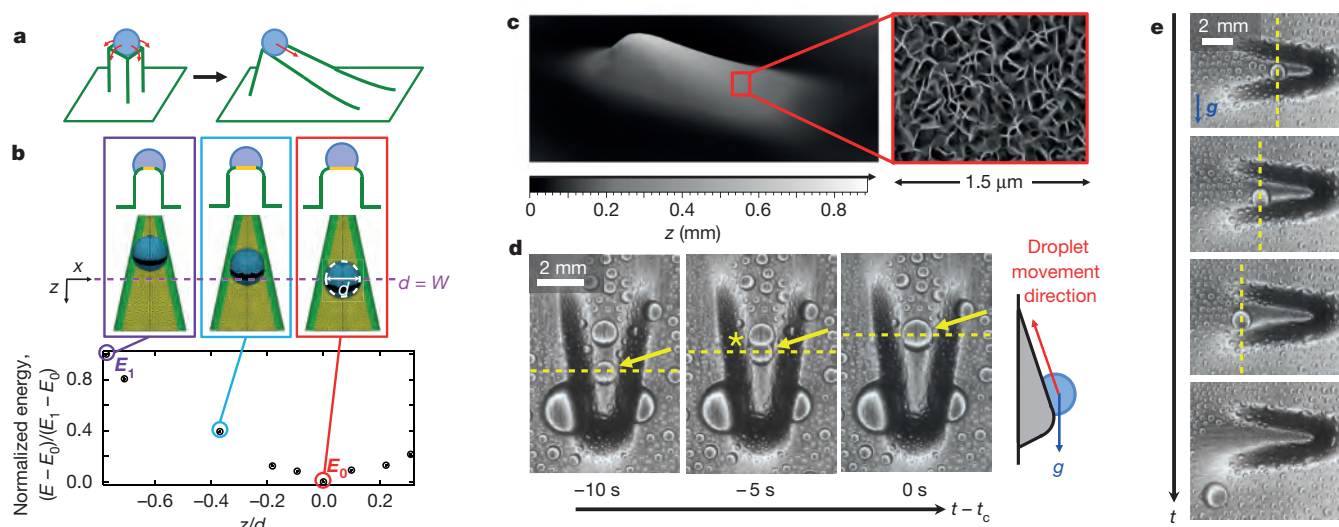 a
b
x
z
d
d = W
E1
E0
Normalized energy,
(E – E0)/(E1 – E0)
0.8
0.4
0.0
–0.6
–0.4
–0.2
0.0
0.2
z/d
c
0
0.2
0.4
0.6
0.8
z (mm)
1.5 μm
d
2 mm
*
–10 s
–5 s
0 s
t – tc
Droplet
movement
direction
g
e
2 mm
g
t